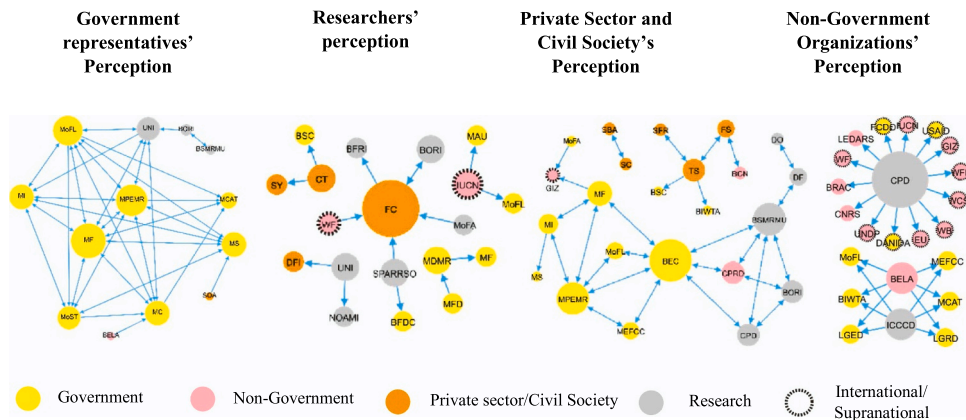 Government
representatives'
Perception
Researchers'
perception
Private Sector and
Civil Society's
Perception
Non-Government
Organizations'
Perception
MoFL
UNI
BSMRMU
MI
MPEMR
MCAT
MF
MS
SDA
MoST
MC
BELA
BSC
BFRI
BORI
MAU
SY
CT
IUCN
FC
MoFL
WF
MoFA
DFI
UNI
SPARRSO
MDMR
MF
NOAMI
BFDC
MFD
MoFA
SBA
SC
GIZ
SFR
FS
TS
BSC
BIWTA
DO
DF
MF
MI
BSMRMU
MoFL
BEC
MS
CPRD
MPEMR
BORI
MEFCC
CPD
FCDO
IUCN
USAID
LEDARS
GIZ
WF
CPD
BRAC
CNRS
WCS
UNDP
WB
DANIDA
EU
MoFL
MEFCC
BELA
BIWTA
MCAT
ICCCD
LGED
LGRD
Government
Non-Government
Private sector/Civil Society
Research
International/
Supranational